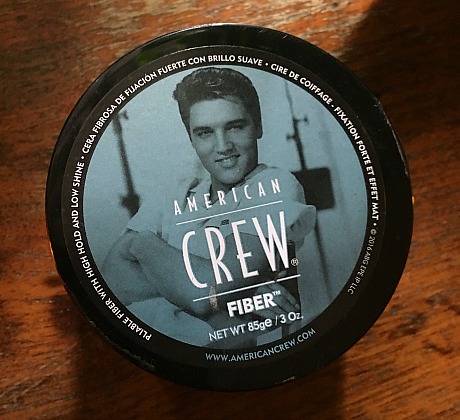 PLIABLE FIBER WITH HIGH HOLD AND LOW SHINE • CERA FIBROSA DE FIJACIÓN FUERTE CON BRILLO SUAVE • CIRE DE COIFFAGE - FIXATION FORTE ET EFFET MAT • © 2016 ABG EPE IP LLC
AMERICAN
CREW®
FIBER™
NET WT 85ge / 3 Oz.
WWW.AMERICANCREW.COM